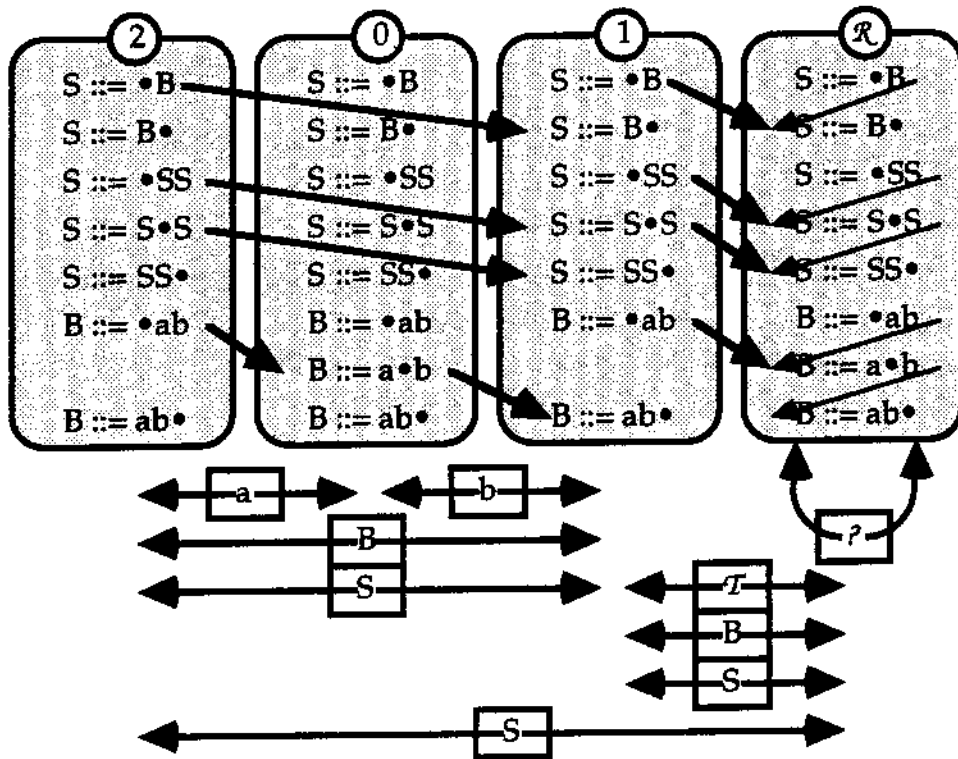 2 0 1 ℛ
S ::= •B S ::= •B S ::= •B S ::= •B
S ::= B• S ::= B• S ::= B• S ::= B•
S ::= •SS S ::= •SS S ::= •SS S ::= •SS
S ::= S•S S ::= S•S S ::= S•S S ::= S•S
S ::= SS• S ::= SS• S ::= SS• S ::= SS•
B ::= •ab B ::= •ab B ::= •ab B ::= •ab
B ::= a•b B ::= a•b
B ::= ab• B ::= ab• B ::= ab• B ::= ab•
a b
B ?
S 𝒯
B
S
S